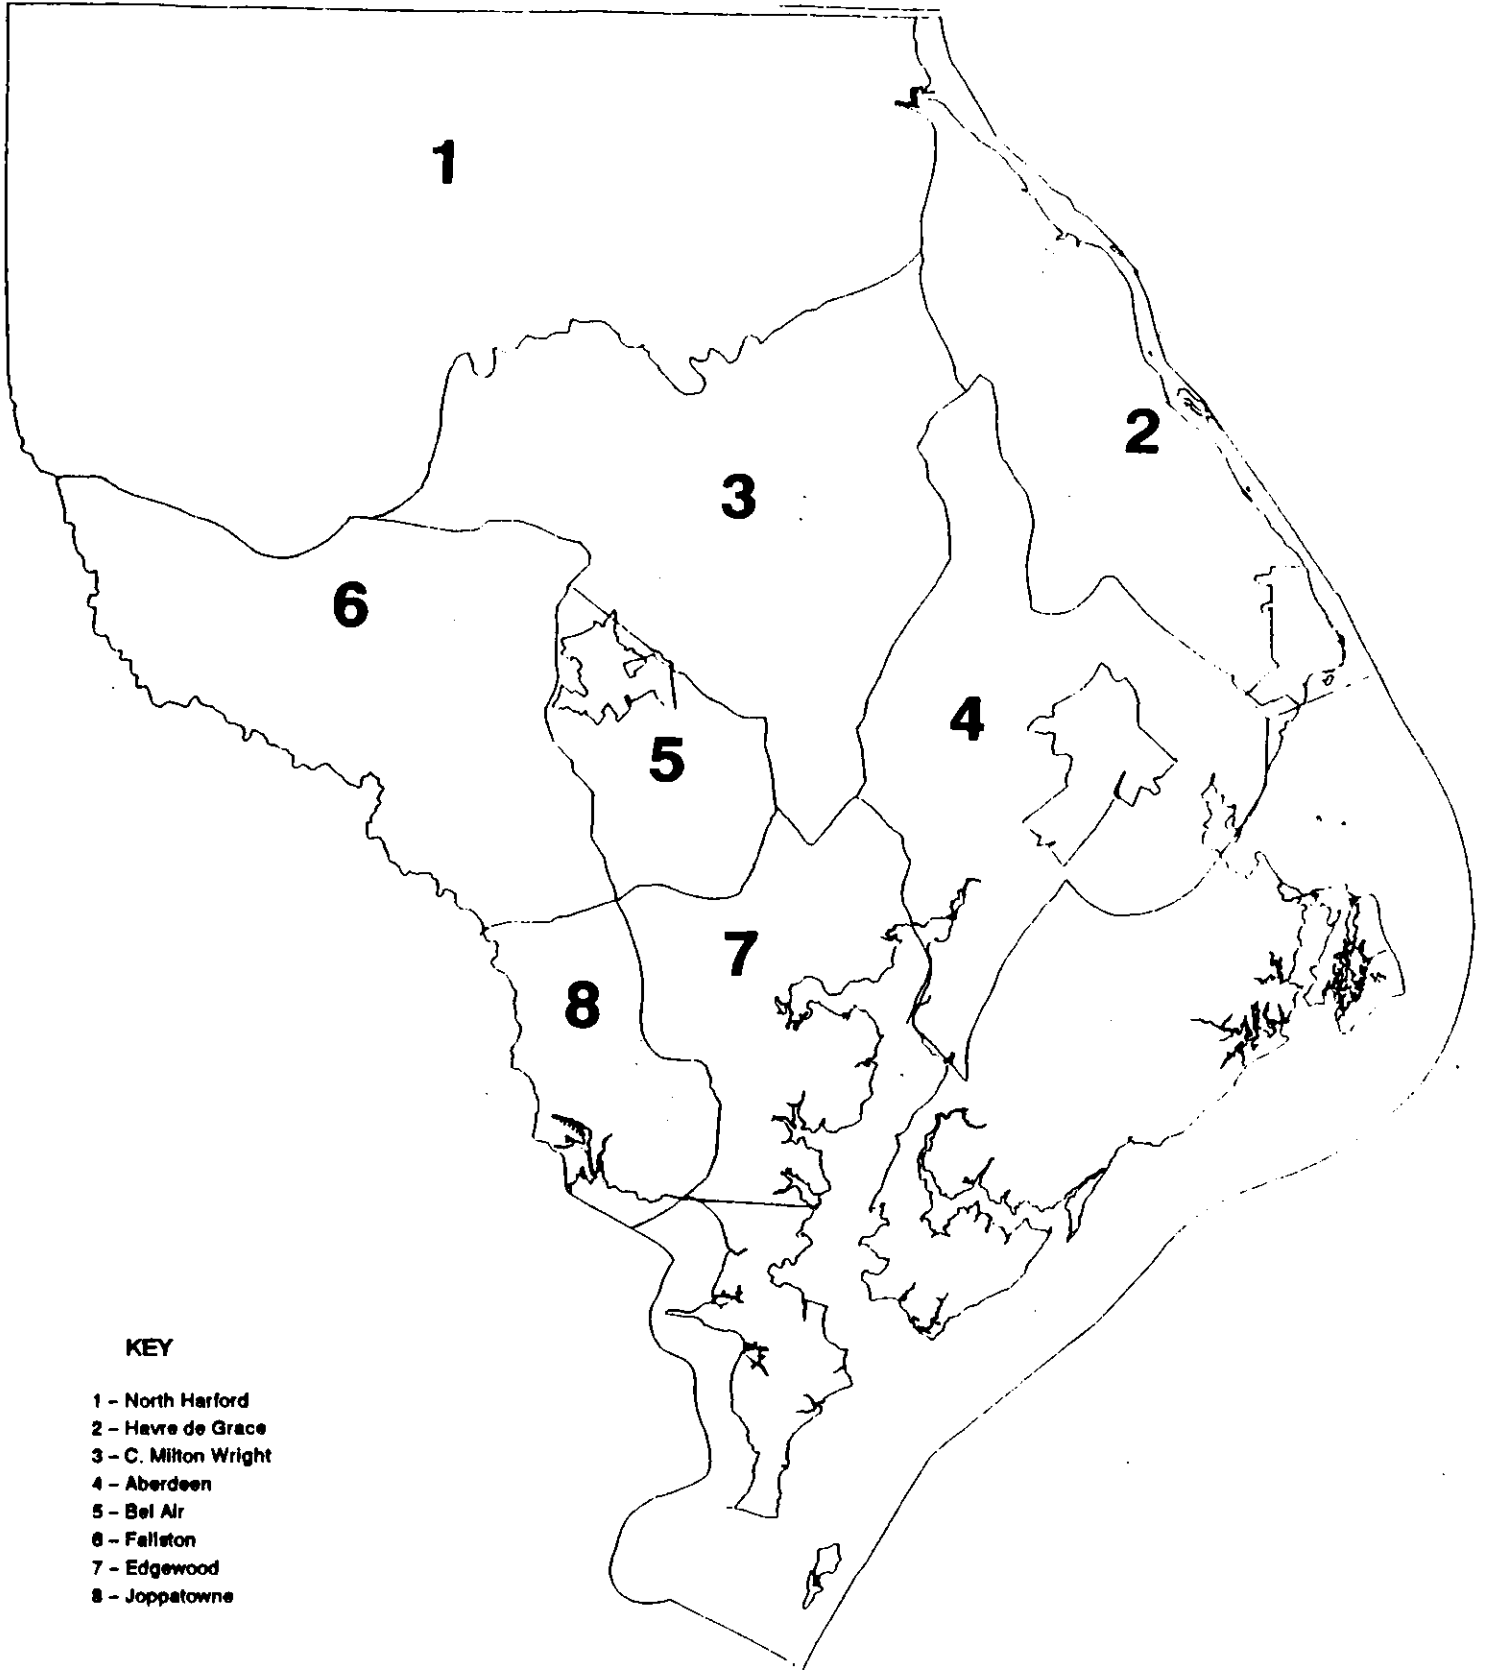 1
2
3
6
4
5
7
8
KEY
1 - North Harford
2 - Havre de Grace
3 - C. Milton Wright
4 - Aberdeen
5 - Bel Air
6 - Fallston
7 - Edgewood
8 - Joppatowne